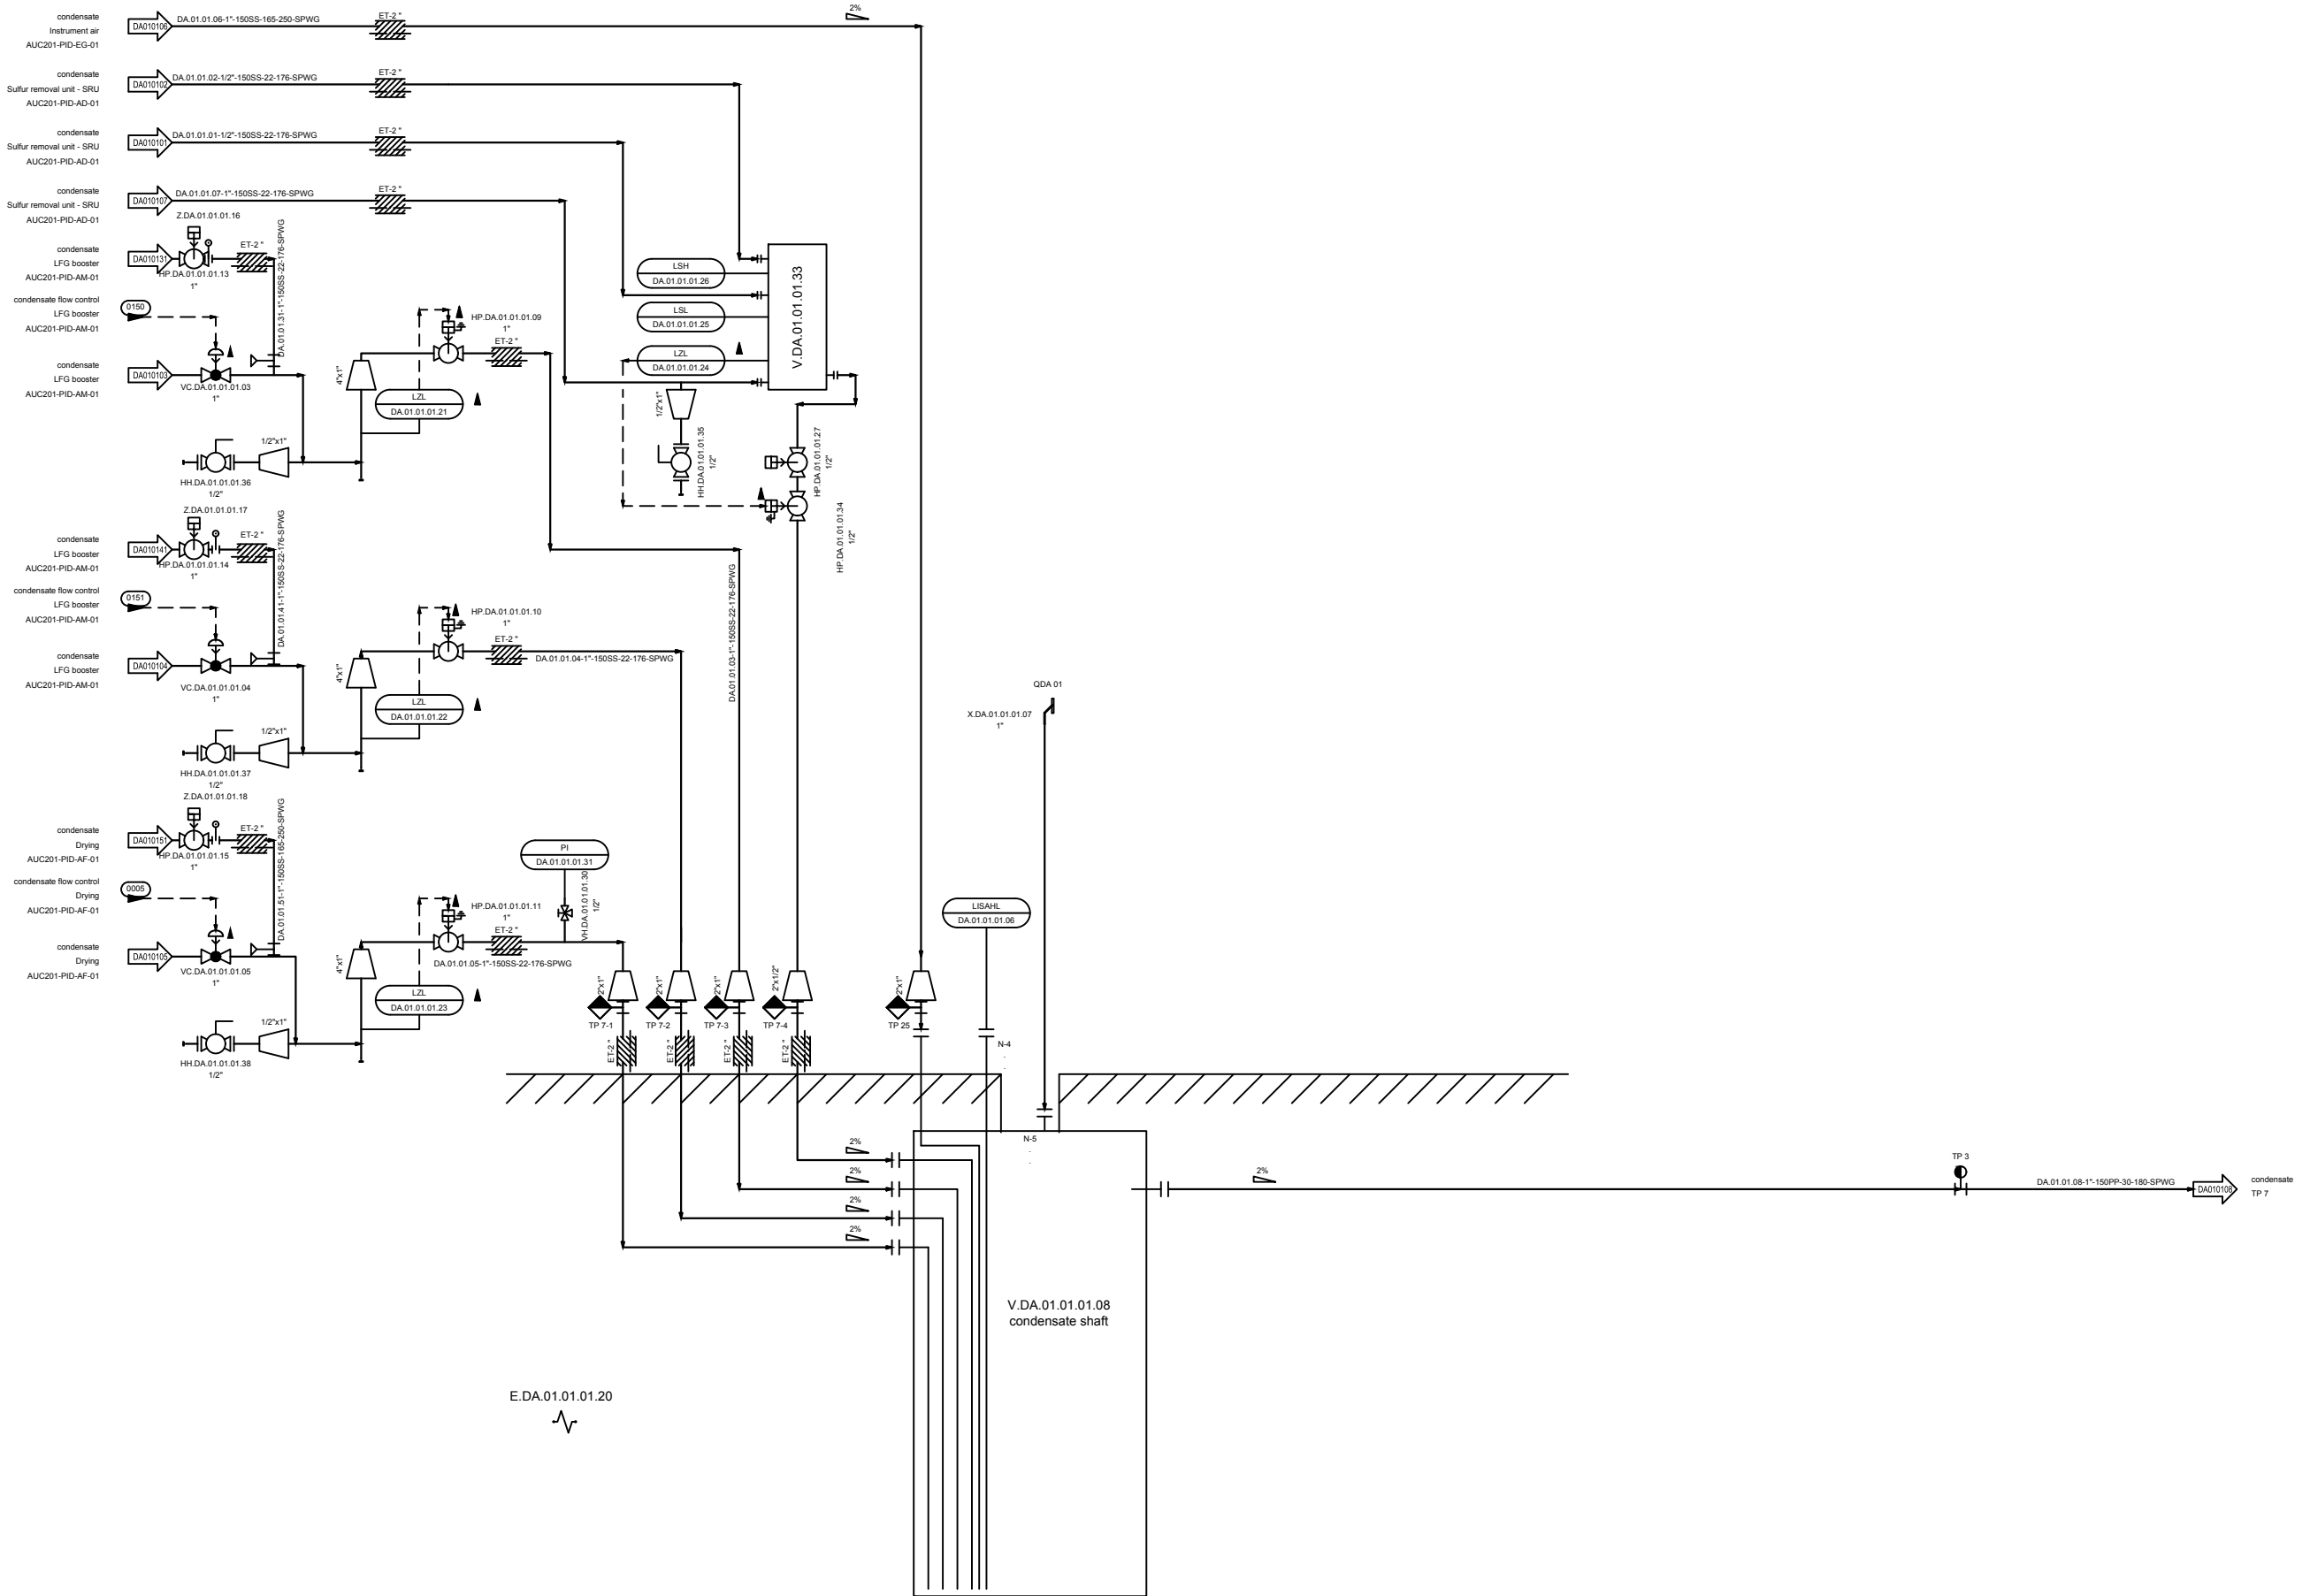 condensate
Instrument air
AUC201-PID-EG-01
DA010106
DA.01.01.06-1"-150SS-165-250-SPWG
ET-2 "
2%
condensate
Sulfur removal unit - SRU
AUC201-PID-AD-01
DA010102
DA.01.01.02-1/2"-150SS-22-176-SPWG
ET-2 "
condensate
Sulfur removal unit - SRU
AUC201-PID-AD-01
DA010101
DA.01.01.01-1/2"-150SS-22-176-SPWG
ET-2 "
condensate
Sulfur removal unit - SRU
AUC201-PID-AD-01
DA010107
DA.01.01.07-1"-150SS-22-176-SPWG
ET-2 "
Z.DA.01.01.01.16
condensate
LFG booster
AUC201-PID-AM-01
DA010131
HP.DA.01.01.01.13
1"
ET-2 "
DA.01.01.31-1"-150SS-22-176-SPWG
condensate flow control
LFG booster
AUC201-PID-AM-01
0150
condensate
LFG booster
AUC201-PID-AM-01
DA010103
VC.DA.01.01.01.03
1"
HH.DA.01.01.01.36
1/2"
1/2"x1"
4"x1"
LZL
DA.01.01.01.21
HP.DA.01.01.01.09
1"
ET-2 "
LSH
DA.01.01.01.26
LSL
DA.01.01.01.25
LZL
DA.01.01.01.24
V.DA.01.01.01.33
1/2"x1"
HH.DA.01.01.01.35
1/2"
HP.DA.01.01.01.27
1/2"
HP.DA.01.01.01.34
1/2"
Z.DA.01.01.01.17
condensate
LFG booster
AUC201-PID-AM-01
DA010141
HP.DA.01.01.01.14
1"
ET-2 "
DA.01.01.41-1"-150SS-22-176-SPWG
condensate flow control
LFG booster
AUC201-PID-AM-01
0151
condensate
LFG booster
AUC201-PID-AM-01
DA010104
VC.DA.01.01.01.04
1"
HH.DA.01.01.01.37
1/2"
1/2"x1"
4"x1"
LZL
DA.01.01.01.22
HP.DA.01.01.01.10
1"
ET-2 "
DA.01.01.04-1"-150SS-22-176-SPWG
DA.01.01.03-1"-150SS-22-176-SPWG
QDA 01
X.DA.01.01.01.07
1"
Z.DA.01.01.01.18
condensate
Drying
AUC201-PID-AF-01
DA010151
HP.DA.01.01.01.15
1"
ET-2 "
DA.01.01.51-1"-150SS-165-250-SPWG
condensate flow control
Drying
AUC201-PID-AF-01
0005
condensate
Drying
AUC201-PID-AF-01
DA010105
VC.DA.01.01.01.05
1"
HH.DA.01.01.01.38
1/2"
1/2"x1"
4"x1"
LZL
DA.01.01.01.23
HP.DA.01.01.01.11
1"
ET-2 "
DA.01.01.05-1"-150SS-22-176-SPWG
PI
DA.01.01.01.31
VH.DA.01.01.01.30
1/2"
LISAHL
DA.01.01.01.06
2"x1"
2"x1"
2"x1"
2"x1/2"
2"x1"
TP 7-1
TP 7-2
TP 7-3
TP 7-4
TP 25
ET-2 "
ET-2 "
ET-2 "
ET-2 "
N-4
N-5
2%
2%
2%
2%
2%
TP 3
DA.01.01.08-1"-150PP-30-180-SPWG
DA010108
condensate
TP 7
V.DA.01.01.01.08
condensate shaft
E.DA.01.01.01.20